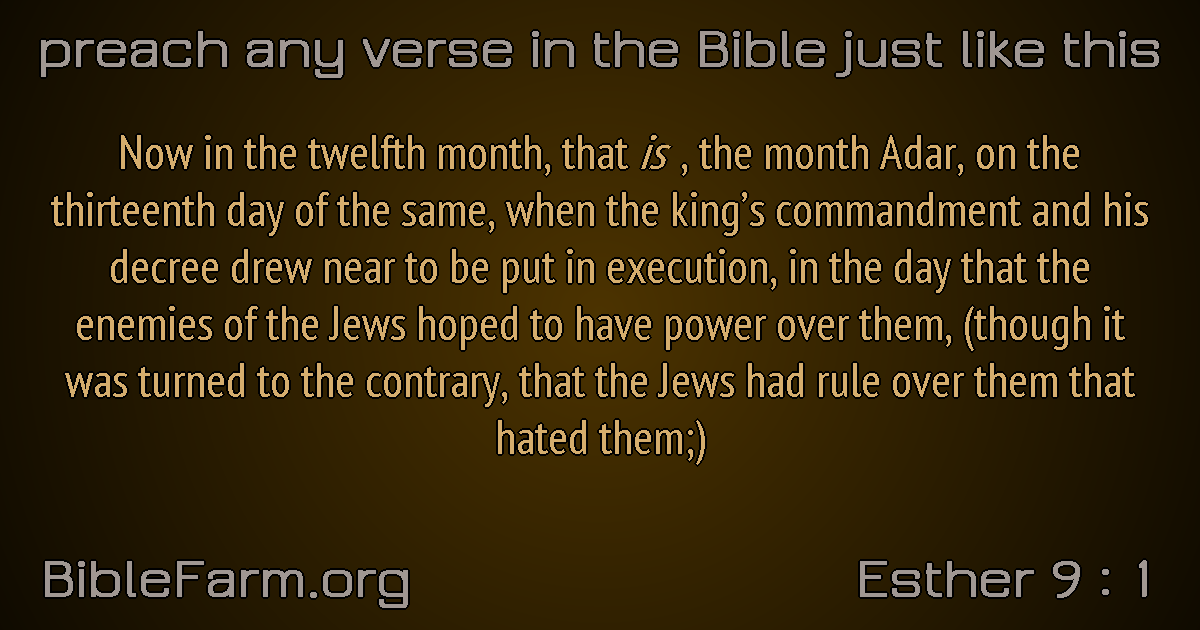 preach any verse in the Bible just like this
Now in the twelfth month, that is , the month Adar, on the
thirteenth day of the same, when the king’s commandment and his
decree drew near to be put in execution, in the day that the
enemies of the Jews hoped to have power over them, (though it
was turned to the contrary, that the Jews had rule over them that
hated them;)
BibleFarm.org
Esther 9 : 1